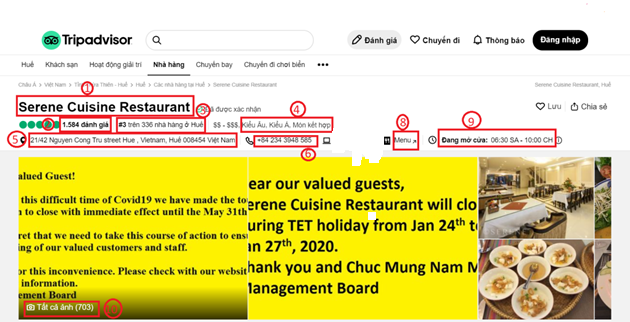 Tripadvisor
Đánh giá
Chuyến đi
Thông báo
Đăng nhập
Huế Khách sạn Hoạt động giải trí Nhà hàng Chuyến bay Chuyến đi chơi biển •••
Châu Á > Việt Nam > Thừa Thiên - Huế > Huế > Các nhà hàng tại Huế > Serene Cuisine Restaurant
Serene Cuisine Restaurant, Huế
1
Serene Cuisine Restaurant
Đã được xác nhận
Lưu
Chia sẻ
4
8
9
1.584 đánh giá
#3 trên 336 nhà hàng ở Huế
$$ - $$$
Kiểu Âu, Kiểu Á, Món kết hợp
5
21/42 Nguyen Cong Tru street Hue , Vietnam, Huế 008454 Việt Nam
+84 234 3948 585
Menu
Đang mở cửa: 06:30 SA - 10:00 CH
6
alued Guest!
this difficult time of Covid19 we have made the tou
n to close with immediate effect until the May 31th
ret that we need to take this course of action to ensu
ing of our valued customers and staff.
or this inconvenience. Please check with our websit
information.
ement Board
ear our valued guests,
erene Cuisine Restaurant will clo
uring TET holiday from Jan 24th to
an 27th, 2020.
hank you and Chuc Mung Nam M
Management Board
Tất cả ảnh (703)
10